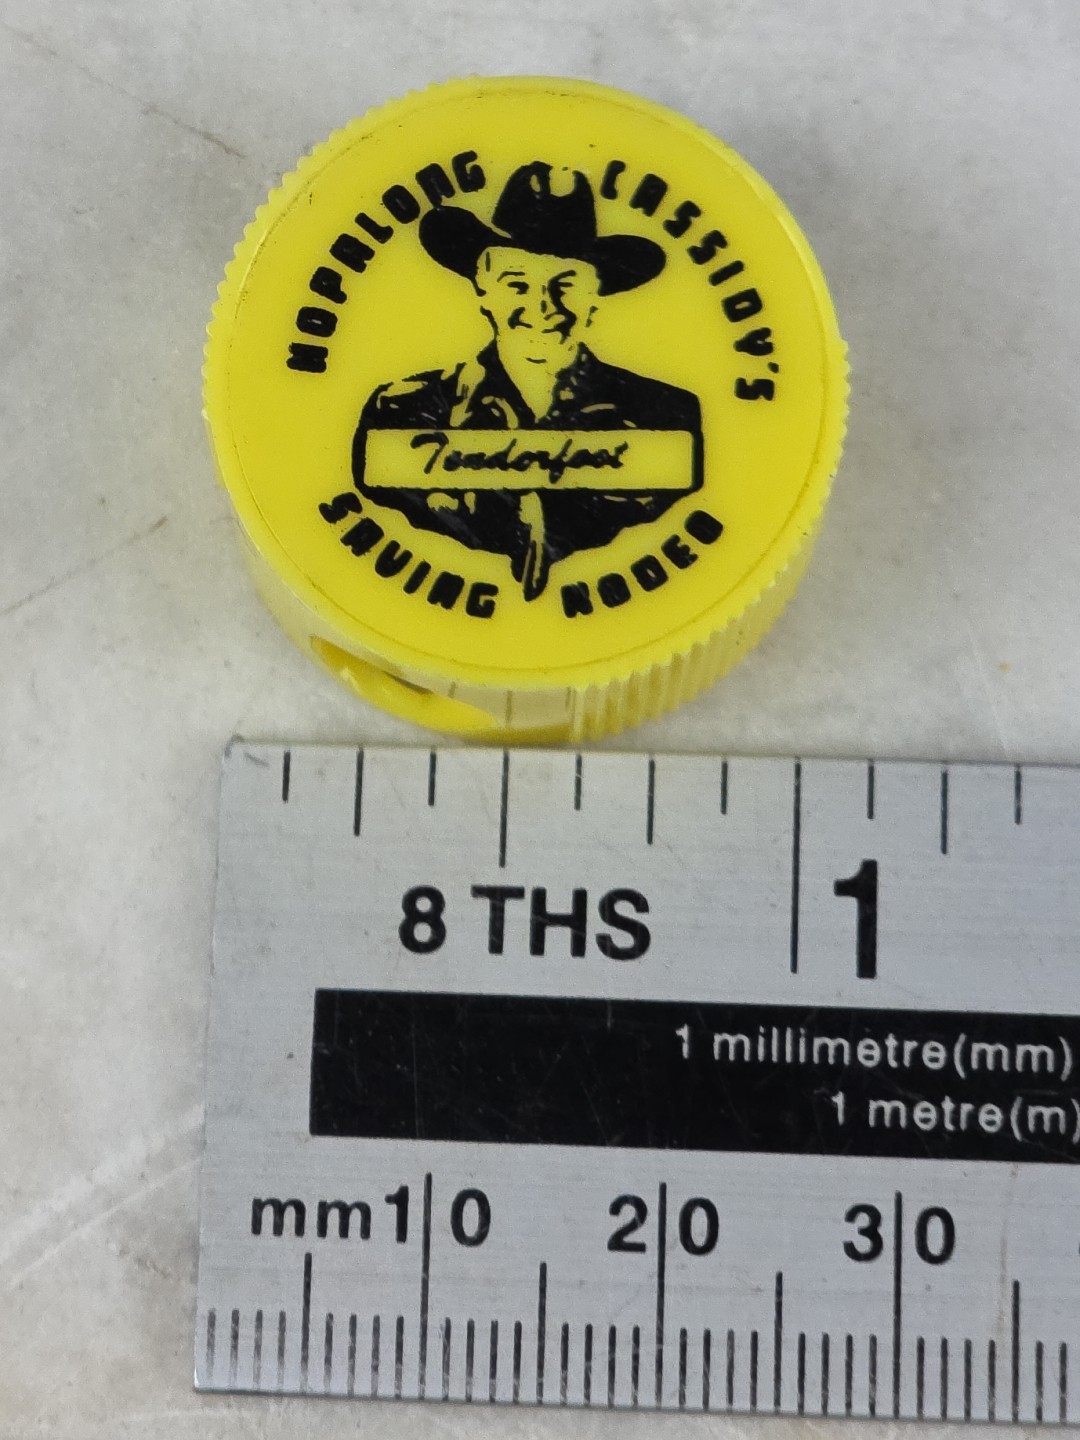 HOPALONG CASSIDY'S
Tenderfoot
SAVING RODEO
8 THS 1
1 millimetre(mm)
1 metre(m)
mm10 20 30